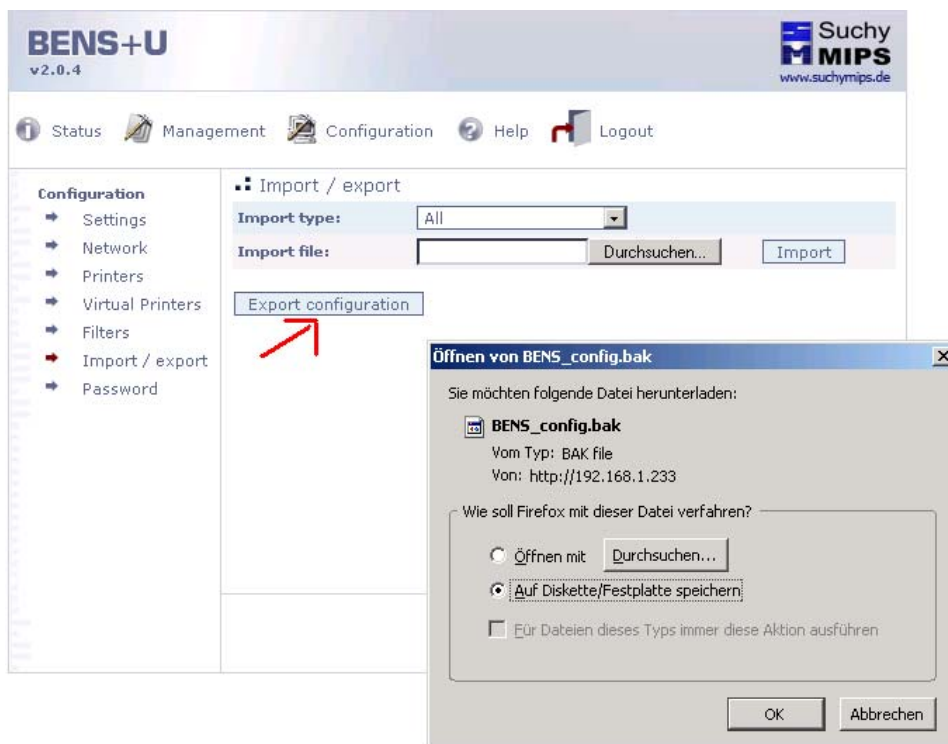 BENS+U
v2.0.4
Suchy
MIPS
www.suchymips.de
Status Management Configuration Help Logout
Configuration
Settings
Network
Printers
Virtual Printers
Filters
Import / export
Password
Import / export
Import type: All
Import file: Durchsuchen... Import
Export configuration
Öffnen von BENS_config.bak
Sie möchten folgende Datei herunterladen:
BENS_config.bak
Vom Typ: BAK file
Von: http://192.168.1.233
Wie soll Firefox mit dieser Datei verfahren?
Öffnen mit Durchsuchen...
Auf Diskette/Festplatte speichern
Für Dateien dieses Typs immer diese Aktion ausführen
OK Abbrechen